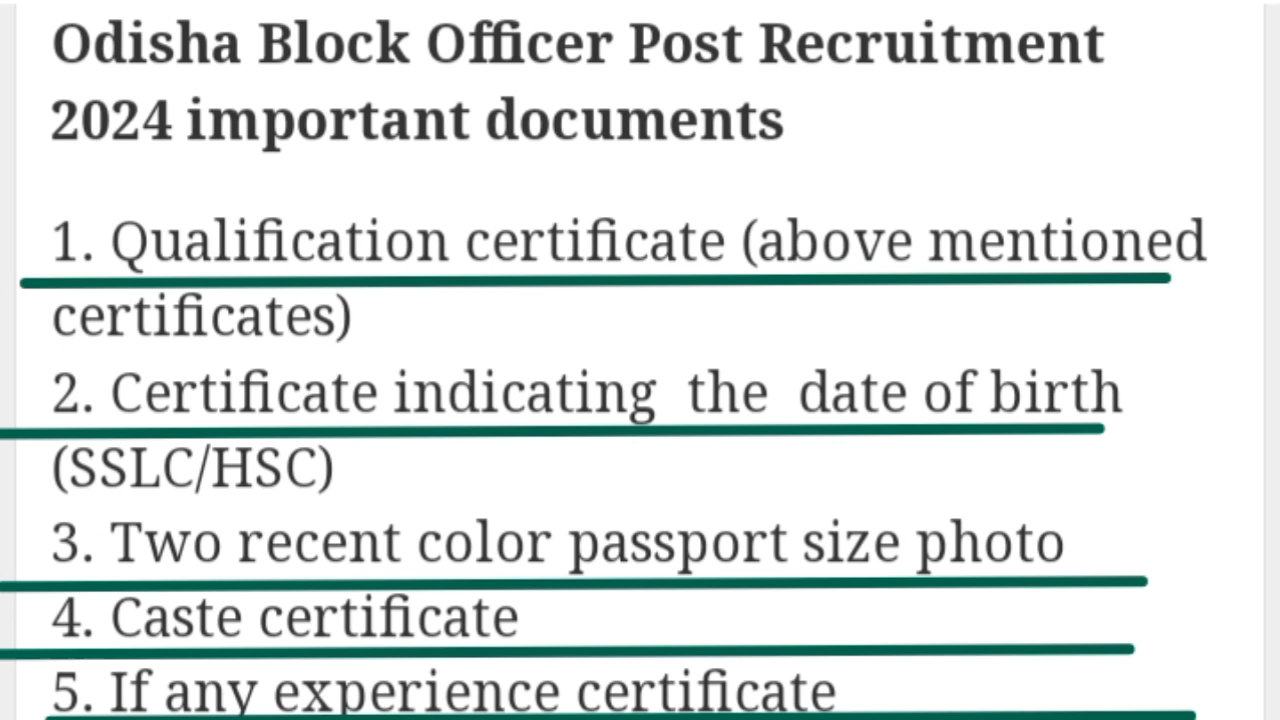 Odisha Block Officer Post Recruitment
2024 important documents
1. Qualification certificate (above mentioned
certificates)
2. Certificate indicating the date of birth
(SSLC/HSC)
3. Two recent color passport size photo
4. Caste certificate
5. If any experience certificate